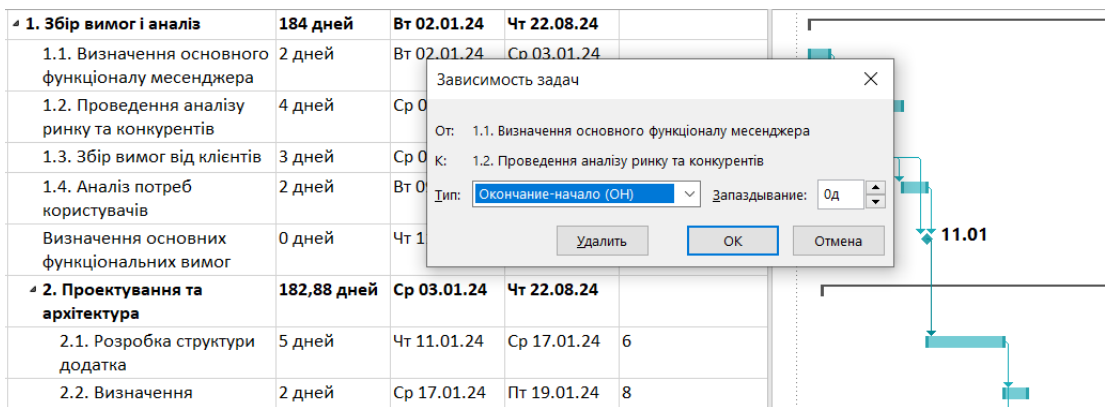 1. Збір вимог і аналіз 184 дней Вт 02.01.24 Чт 22.08.24
1.1. Визначення основного 2 дней Вт 02.01.24 Ср 03.01.24
функціоналу месенджера
Зависимость задач
1.2. Проведення аналізу 4 дней Ср 0
ринку та конкурентів
От: 1.1. Визначення основного функціоналу месенджера
1.3. Збір вимог від клієнтів 3 дней Ср 0
К: 1.2. Проведення аналізу ринку та конкурентів
1.4. Аналіз потреб 2 дней Вт 09
користувачів
Тип: Окончание-начало (ОН) Запаздывание: 0д
Визначення основних 0 дней Чт 1
функціональних вимог
Удалить ОК Отмена
11.01
2. Проектування та 182,88 дней Ср 03.01.24 Чт 22.08.24
архітектура
2.1. Розробка структури 5 дней Чт 11.01.24 Ср 17.01.24 6
додатка
2.2. Визначення 2 дней Ср 17.01.24 Пт 19.01.24 8